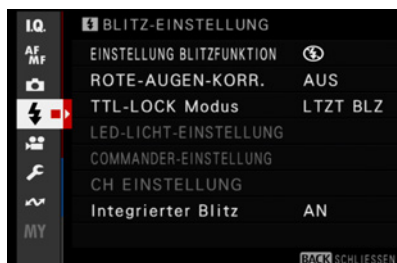 I.Q.
AF
MF
MY
BLITZ-EINSTELLUNG
EINSTELLUNG BLITZFUNKTION
ROTE-AUGEN-KORR. AUS
TTL-LOCK Modus LTZT BLZ
LED-LICHT-EINSTELLUNG
COMMANDER-EINSTELLUNG
CH EINSTELLUNG
Integrierter Blitz AN
BACK SCHLIESSEN